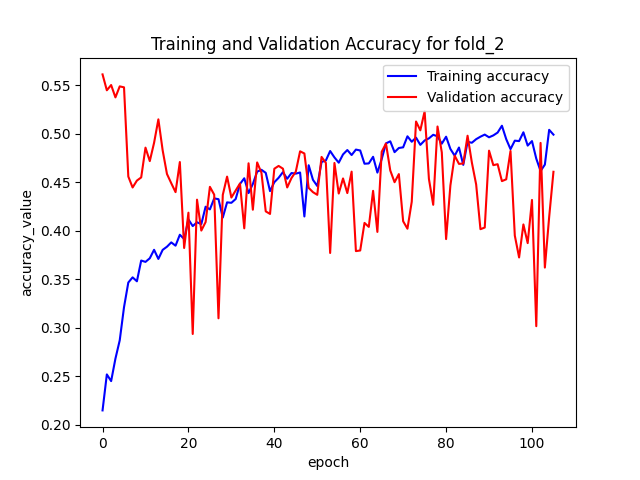 Training and Validation Accuracy for fold_2
Training accuracy
Validation accuracy
accuracy_value
0.55
0.50
0.45
0.40
0.35
0.30
0.25
0.20
0 20 40 60 80 100
epoch